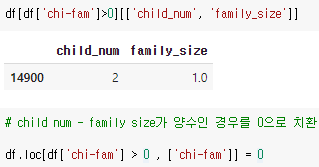 df[df['chi-fam']>0][['child_num', 'family_size']]
child_num family_size
14900 2 1.0
# child num - family size가 양수인 경우를 0으로 치환
df.loc[df['chi-fam'] > 0 , ['chi-fam']] = 0